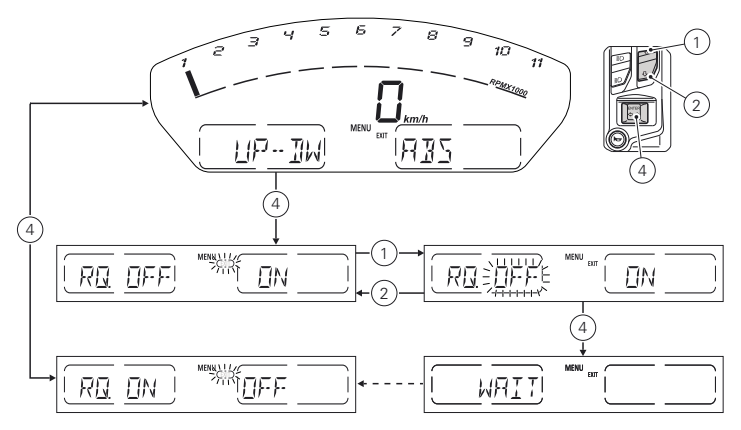 1 2 3 4 5 6 7 8 9 10 11
RPMX1000
0 km/h
MENU EXIT
UP--DW ABS
1
2
ENTER
4
4
4
RQ. OFF MENU ON
1
2
RQ. OFF MENU EXIT ON
4
RQ. ON MENU OFF
WAIT MENU EXIT